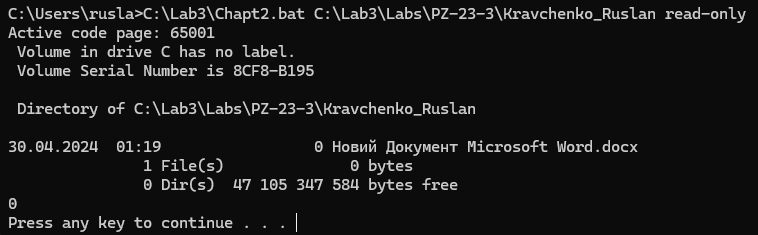 C:\Users\rusla>C:\Lab3\Chapt2.bat C:\Lab3\Labs\PZ-23-3\Kravchenko_Ruslan read-only
Active code page: 65001
 Volume in drive C has no label.
 Volume Serial Number is 8CF8-B195

 Directory of C:\Lab3\Labs\PZ-23-3\Kravchenko_Ruslan

30.04.2024  01:19                 0 Новий Документ Microsoft Word.docx
               1 File(s)              0 bytes
               0 Dir(s)  47 105 347 584 bytes free
0
Press any key to continue . . .